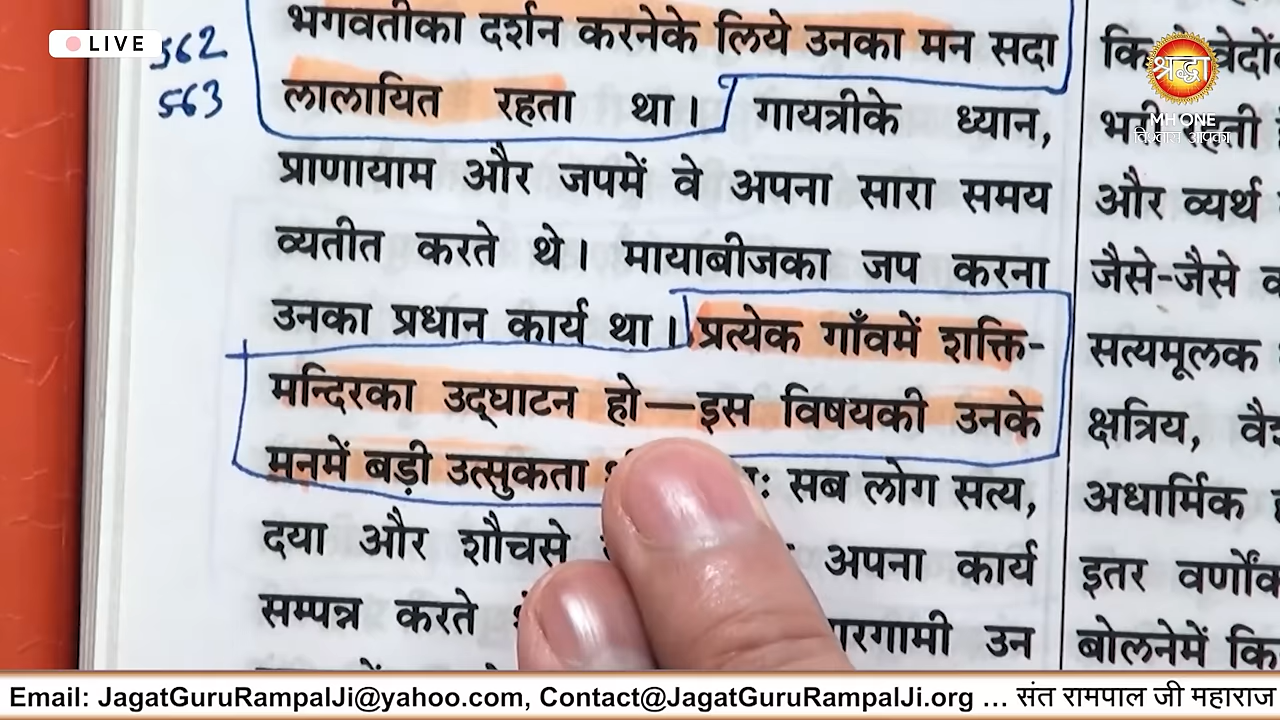 LIVE
562
563
श्रद्धा
MH ONE
विश्वास आपका
भगवतीका दर्शन करनेके लिये उनका मन सदा
लालायित रहता था। गायत्रीके ध्यान,
प्राणायाम और जपमें वे अपना सारा समय
व्यतीत करते थे। मायाबीजका जप करना
उनका प्रधान कार्य था। प्रत्येक गाँवमें शक्ति-
मन्दिरका उद्घाटन हो—इस विषयकी उनके
मनमें बड़ी उत्सुकता सब लोग सत्य,
दया और शौचसे अपना कार्य
सम्पन्न करते उन
और व्यर्थ
जैसे-जैसे
सत्यमूलक
क्षत्रिय,
अधार्मिक
इतर
बोलनेमें
Email: JagatGuruRampalJi@yahoo.com, Contact@JagatGuruRampalJi.org ... संत रामपाल जी महाराज